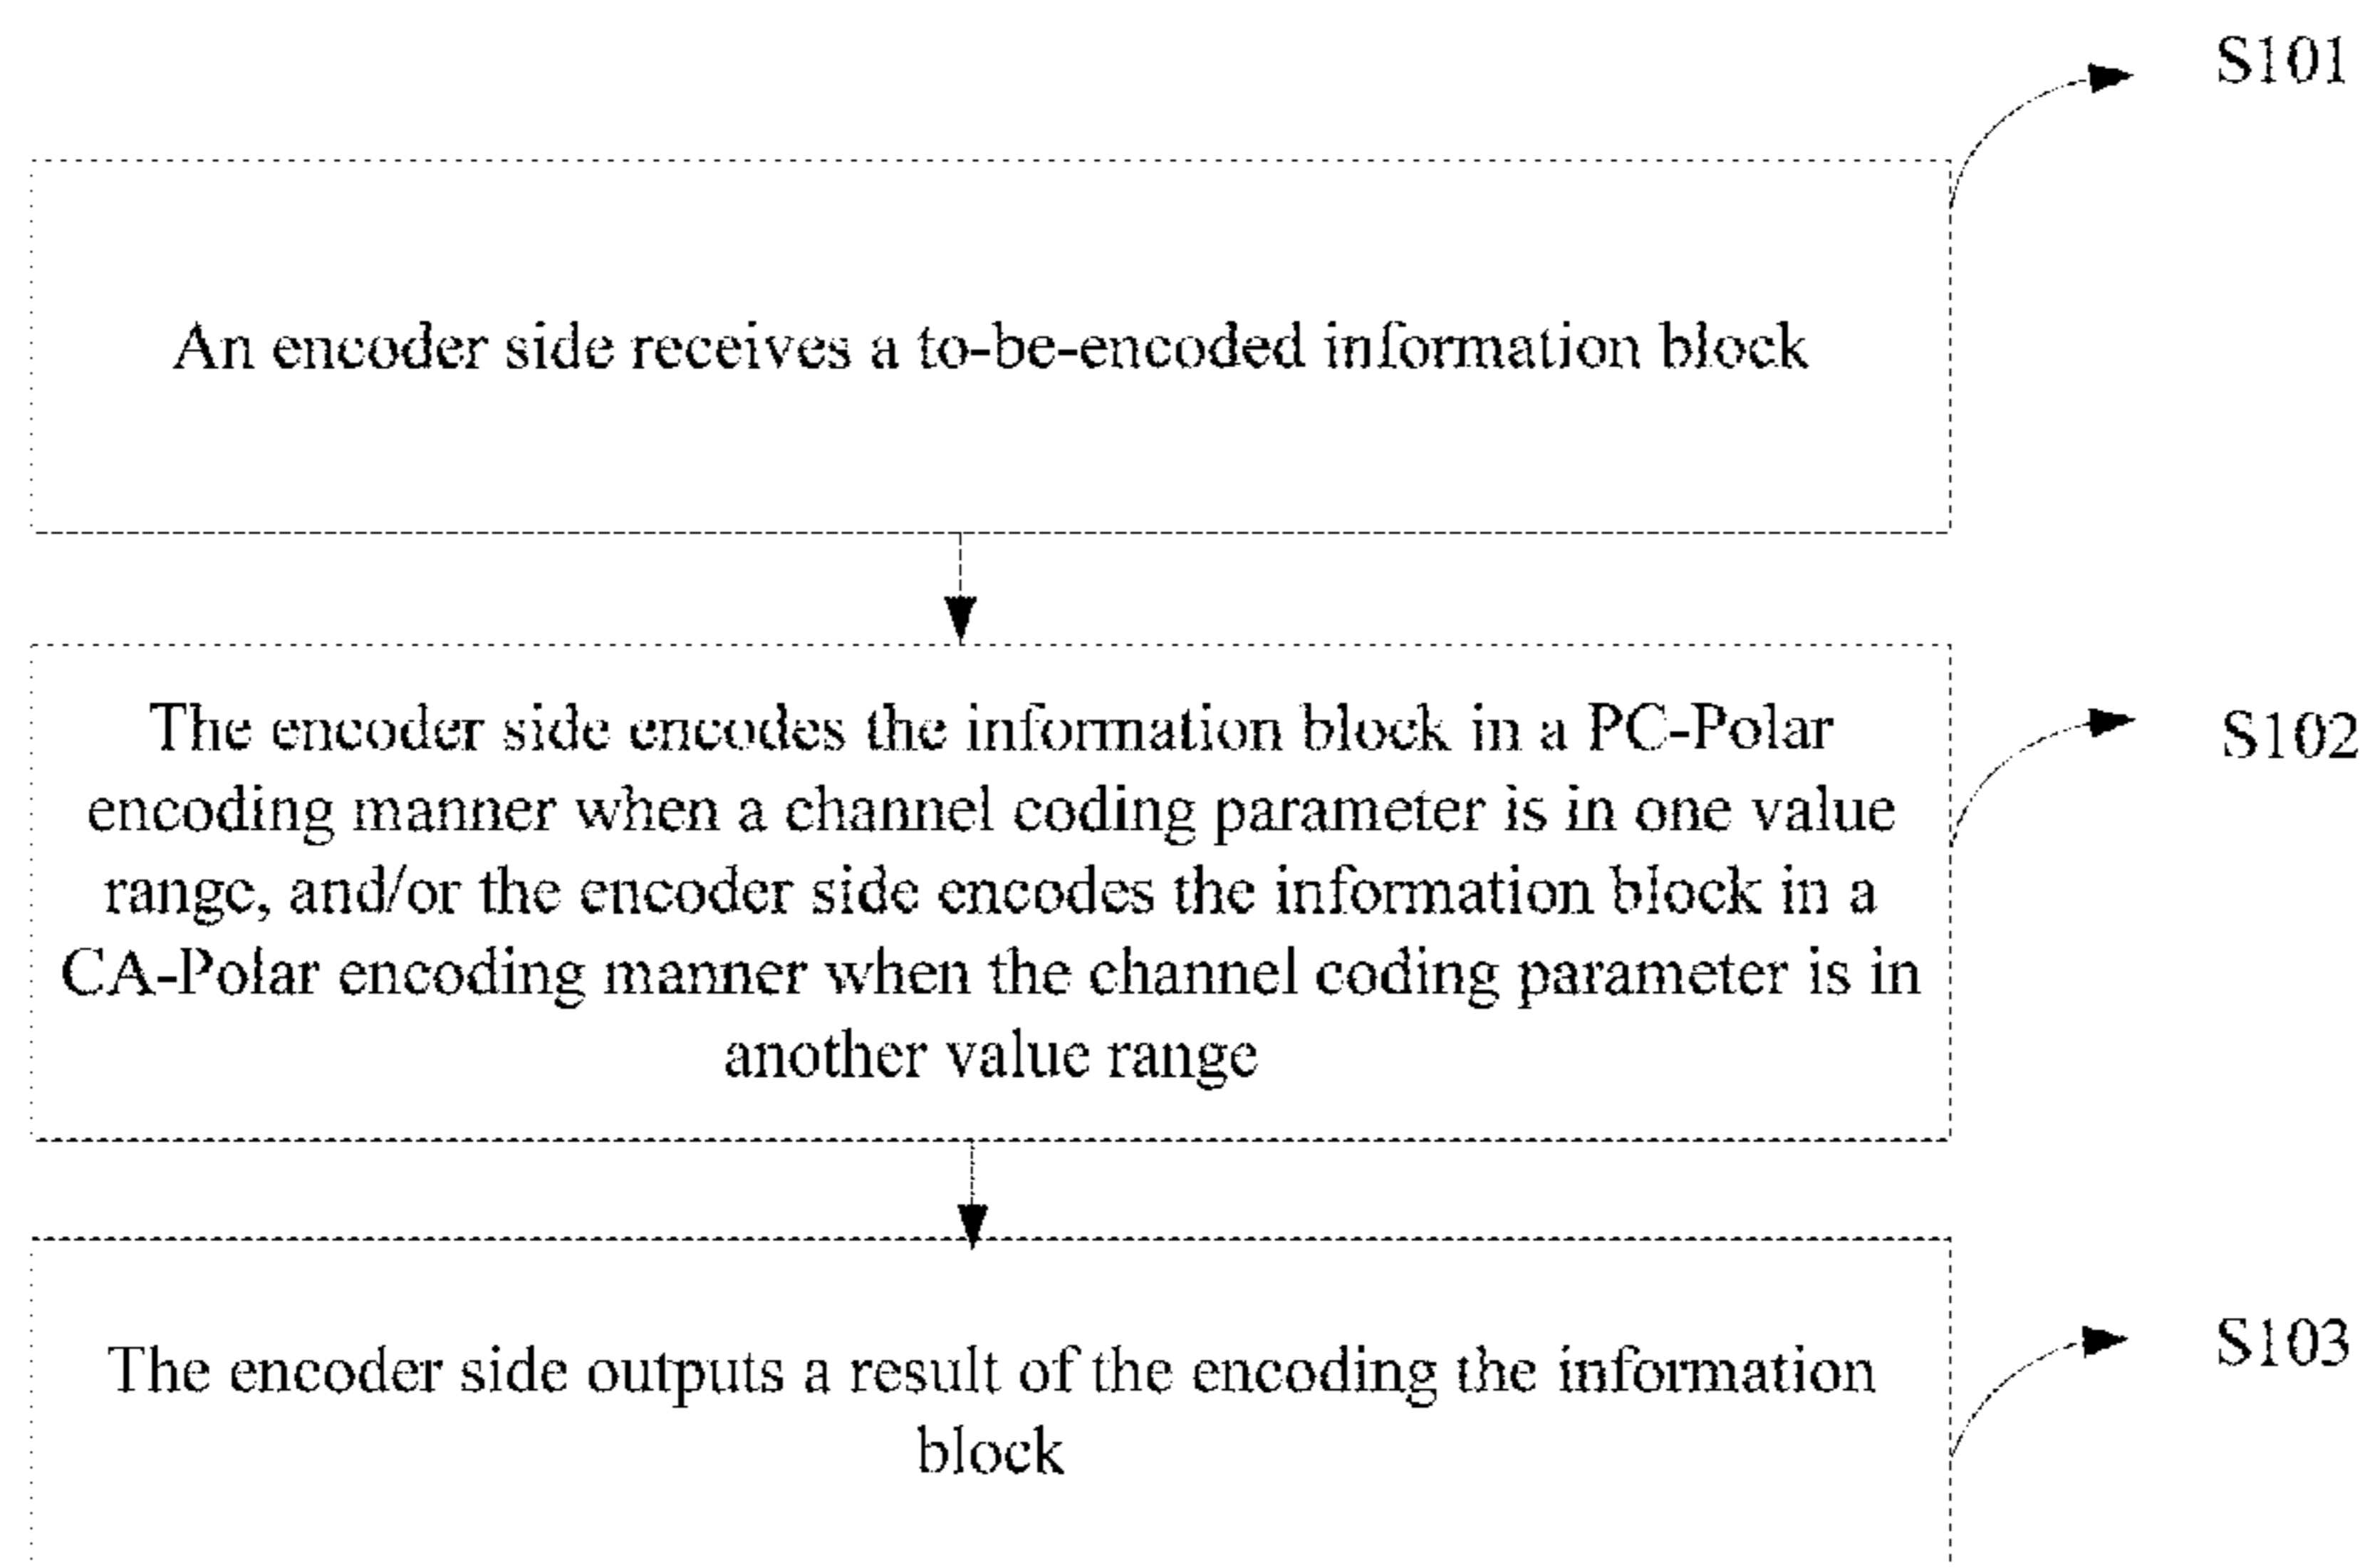 S101
An encoder side receives a to-be-encoded information block
The encoder side encodes the information block in a PC-Polar
encoding manner when a channel coding parameter is in one value
range, and/or the encoder side encodes the information block in a
CA-Polar encoding manner when the channel coding parameter is in
another value range
S102
The encoder side outputs a result of the encoding the information
block
S103